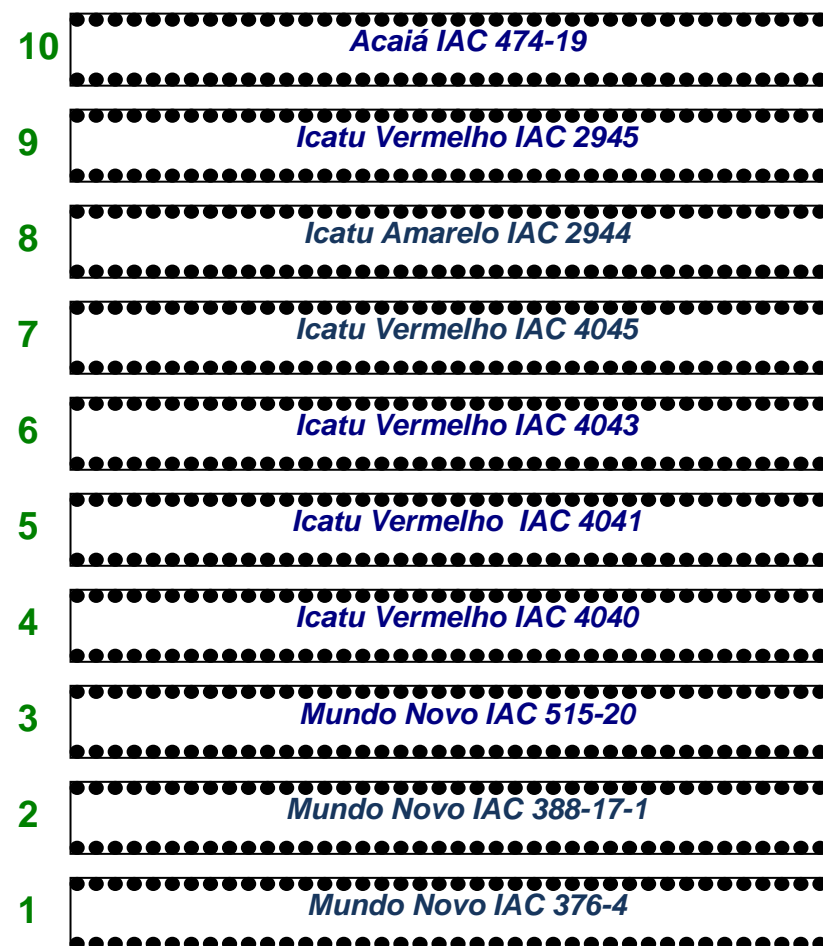 10 Acaiá IAC 474-19
9 Icatu Vermelho IAC 2945
8 Icatu Amarelo IAC 2944
7 Icatu Vermelho IAC 4045
6 Icatu Vermelho IAC 4043
5 Icatu Vermelho IAC 4041
4 Icatu Vermelho IAC 4040
3 Mundo Novo IAC 515-20
2 Mundo Novo IAC 388-17-1
1 Mundo Novo IAC 376-4